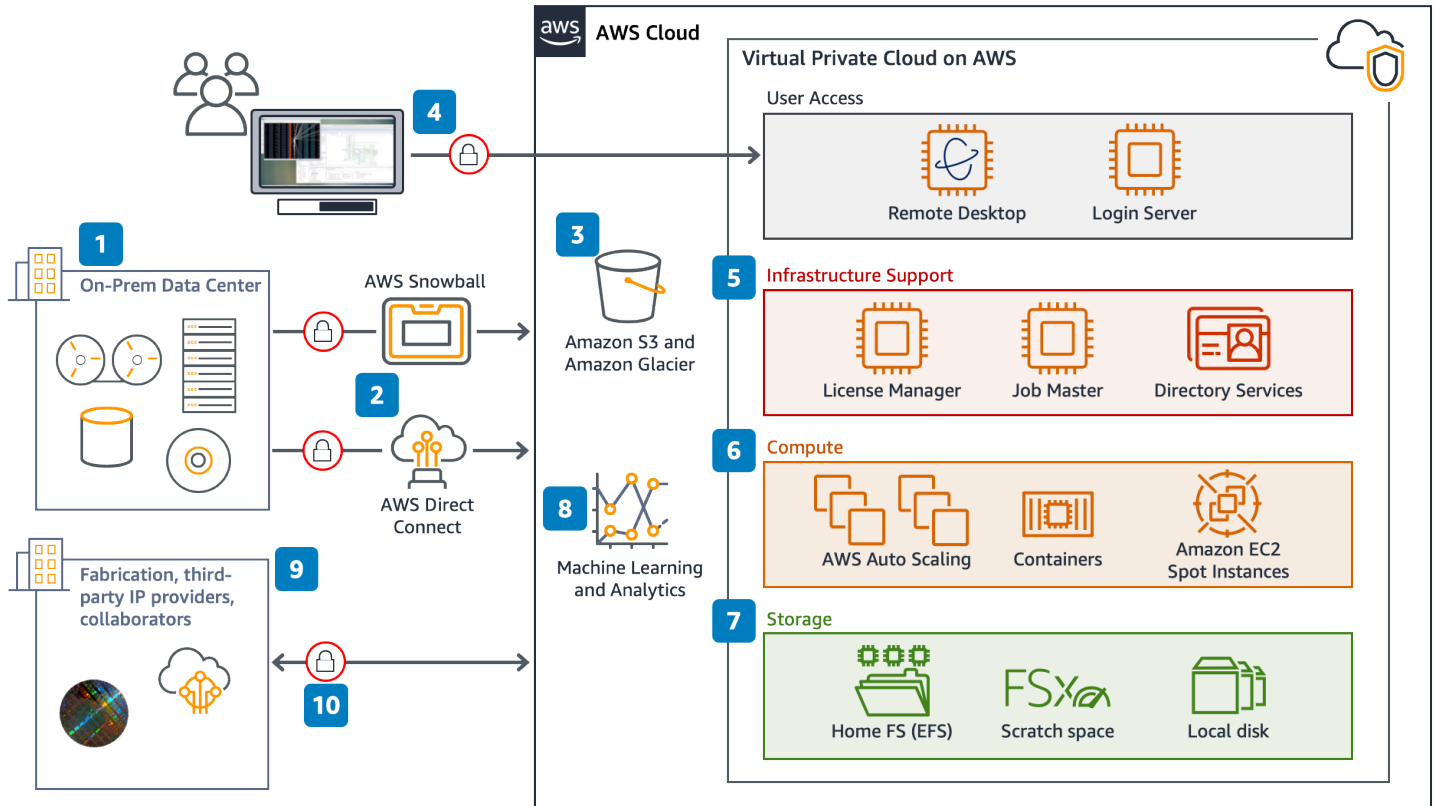 aws
AWS Cloud
Virtual Private Cloud on AWS
User Access
4
Remote Desktop
Login Server
1
On-Prem Data Center
AWS Snowball
3
Amazon S3 and
Amazon Glacier
5
Infrastructure Support
License Manager
Job Master
Directory Services
2
AWS Direct
Connect
6
Compute
AWS Auto Scaling
Containers
Amazon EC2
Spot Instances
8
Machine Learning
and Analytics
9
Fabrication, third-
party IP providers,
collaborators
10
7
Storage
Home FS (EFS)
FSx
Scratch space
Local disk